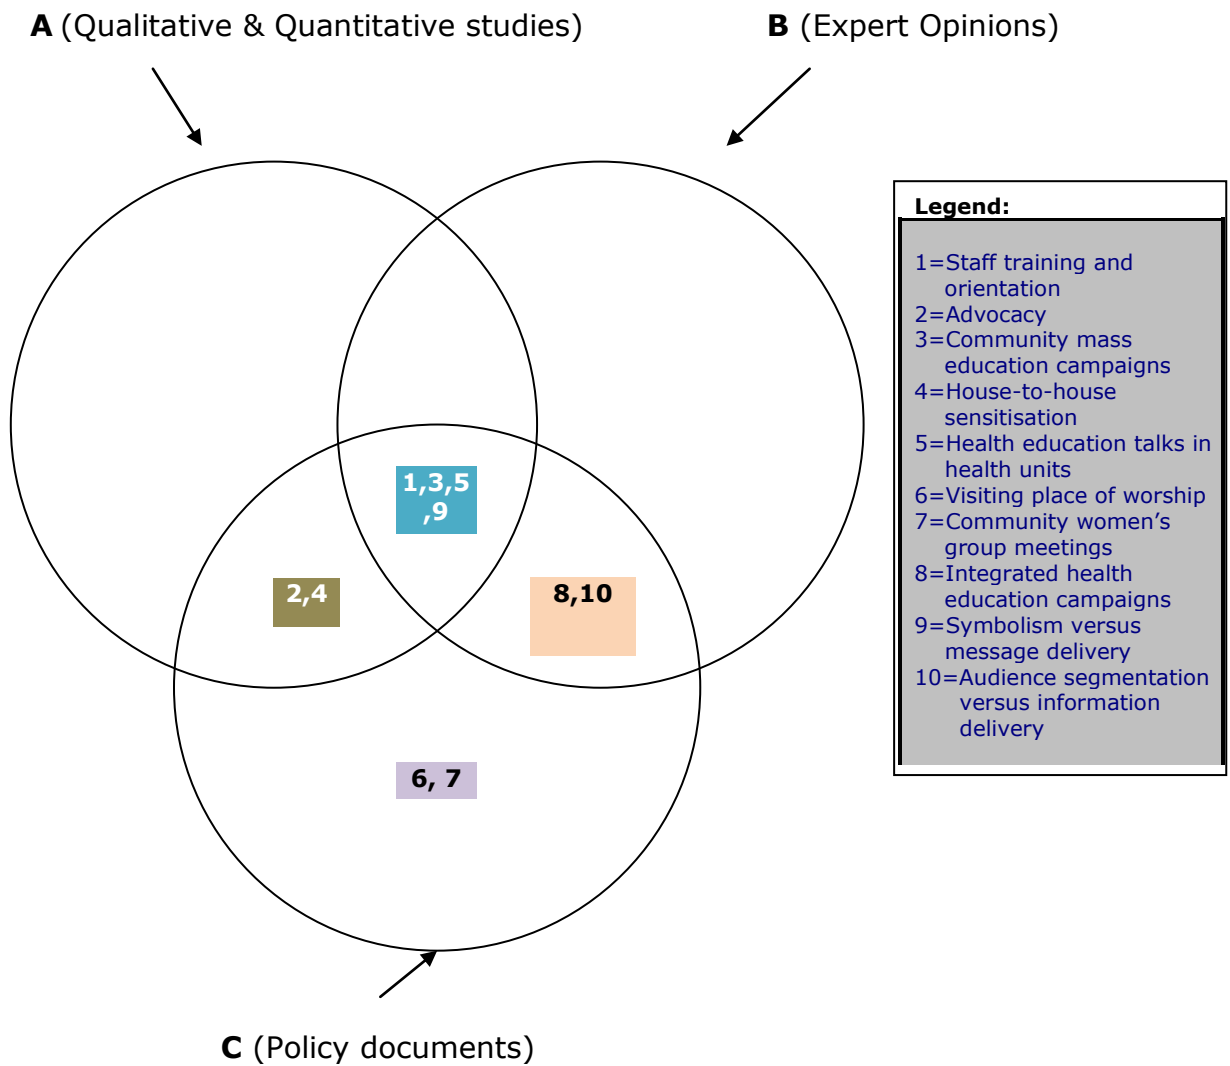 A (Qualitative & Quantitative studies)
B (Expert Opinions)
Legend:
1=Staff training and
orientation
2=Advocacy
3=Community mass
education campaigns
4=House-to-house
sensitisation
5=Health education talks in
health units
6=Visiting place of worship
7=Community women’s
group meetings
8=Integrated health
education campaigns
9=Symbolism versus
message delivery
10=Audience segmentation
versus information
delivery
1,3,5
,9
2,4
8,10
6, 7
C (Policy documents)